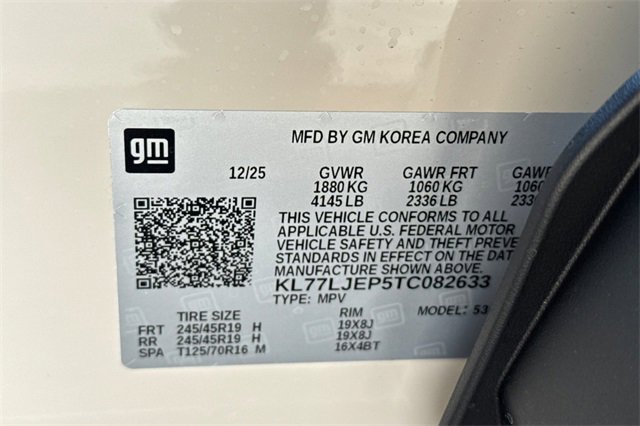 gm
MFD BY GM KOREA COMPANY
12/25 GVWR GAWR FRT
1880 KG 1060 KG 1060
4145 LB 2336 LB
THIS VEHICLE CONFORMS TO ALL
APPLICABLE U.S. FEDERAL MOTOR
VEHICLE SAFETY AND THEFT
STANDARDS IN EFFECT ON THE
MANUFACTURE SHOWN ABOVE.
KL77LJEP5TC082633
TYPE: MPV MODEL:
TIRE SIZE RIM
FRT 245/45R19 H 19X8J
RR 245/45R19 H 19X8J
SPA T125/70R16 M 16X4BT